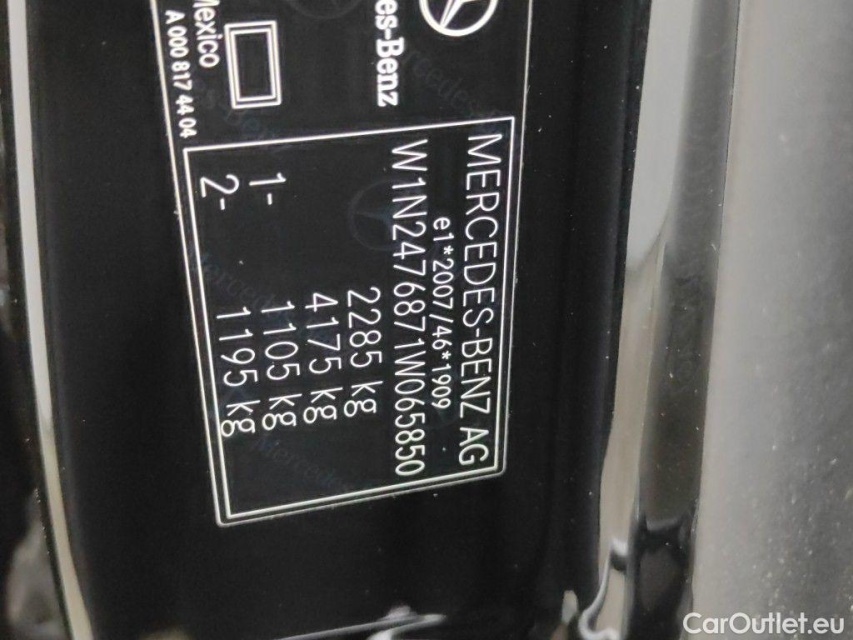 es-Benz
Mexico
A 000 817 44 04
MERCEDES-BENZ AG
e1*2007/46*1909
W1N2476871W065850
2285 kg
4175 kg
1- 1105 kg
2- 1195 kg
CarOutlet.eu